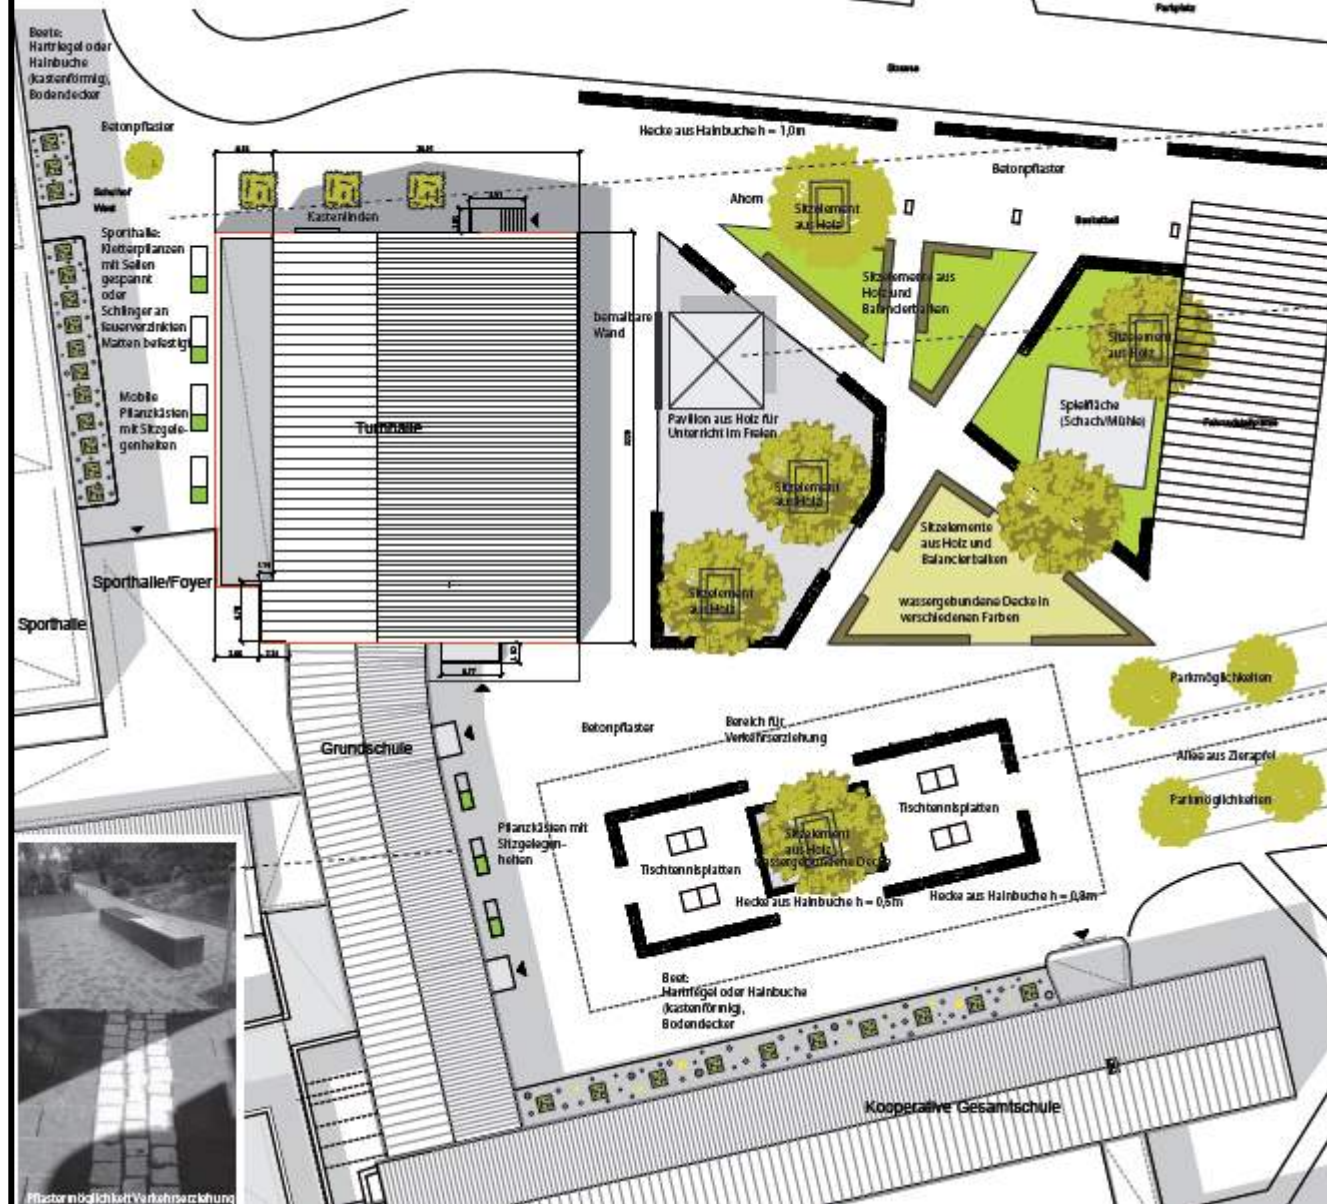 Parkplatz
Strasse
Beete:
Hartriegel oder
Hainbuche
(kastenförmig),
Bodendecker
Betonpflaster
Schulhof
West
Hecke aus Hainbuche h = 1,0m
Betonpflaster
Ahorn
Sitzelement
aus Holz
Kastenlinden
Sporthalle:
Kletterpflanzen
mit Seilen
gespannt
oder
Schlinger an
feuerverzinkten
Matten befestigt
Mobile
Pflanzkästen
mit Sitzgele-
genheiten
bemalbare
Wand
Sitzelemente aus
Holz und
Balancierbalken
Sitzelement
aus Holz
Spielfläche
(Schach/Mühle)
Pavillon aus Holz für
Unterricht im Freien
Turnhalle
Sitzelement
aus Holz
Sitzelemente
aus Holz und
Balancierbalken
Sitzelement
aus Holz
wassergebundene Decke in
verschiedenen Farben
Sporthalle/Foyer
Sporthalle
Parkmöglichkeiten
Allee aus Zierapfel
Parkmöglichkeiten
Betonpflaster
Bereich für
Verkehrserziehung
Grundschule
Tischtennisplatten
Sitzelement
aus Holz
wassergebundene Decke
Pflanzkästen mit
Sitzgelegen-
heiten
Tischtennisplatten
Hecke aus Hainbuche h = 0,8m
Hecke aus Hainbuche h = 0,8m
Beet:
Hartriegel oder Hainbuche
(kastenförmig),
Bodendecker
Kooperative Gesamtschule
Pflastermöglichkeit Verkehrserziehung